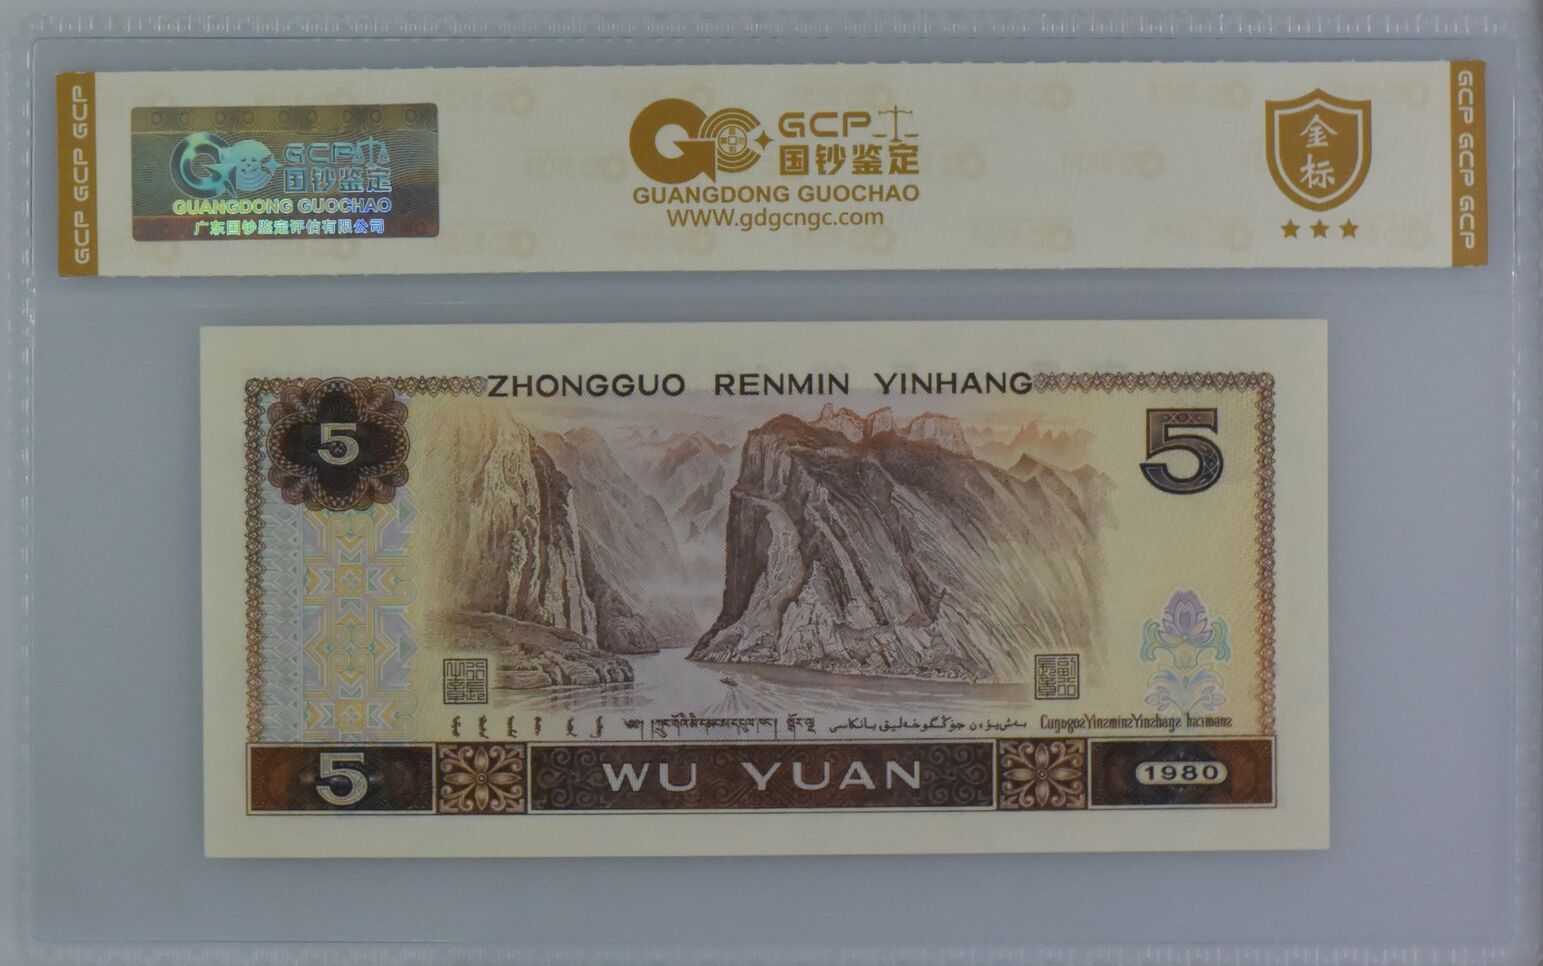 GCP GCP GCP
GCP
国钞鉴定
GUANGDONG GUOCHAO
广东国钞鉴定评估有限公司
GCP
国钞鉴定
GUANGDONG GUOCHAO
WWW.gdgcngc.com
金
标
GCP GCP GCP
ZHONGGUO RENMIN YINHANG
5
5
5
WU YUAN
1980